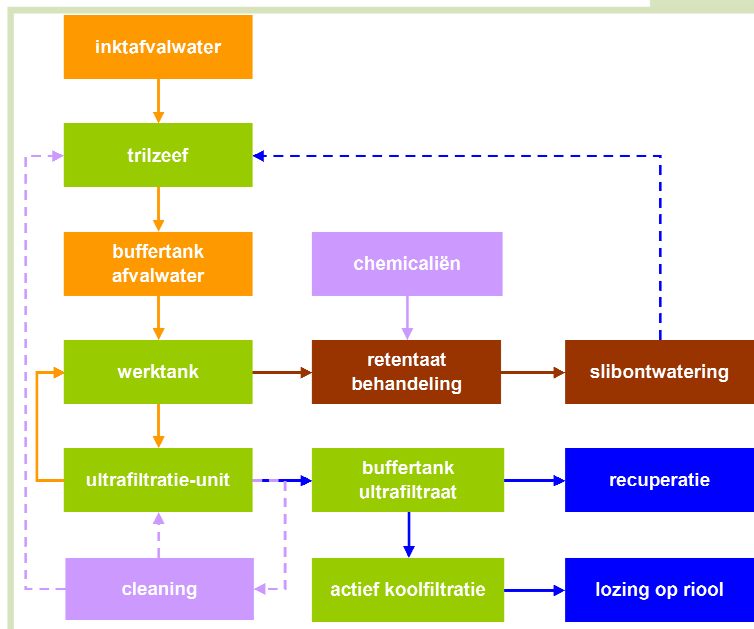 inktafvalwater
trilzeef
buffertank
afvalwater
chemicaliën
werktank
retentaat
behandeling
slibontwatering
ultrafiltratie-unit
buffertank
ultrafiltraat
recuperatie
cleaning
actief koolfiltratie
lozing op riool